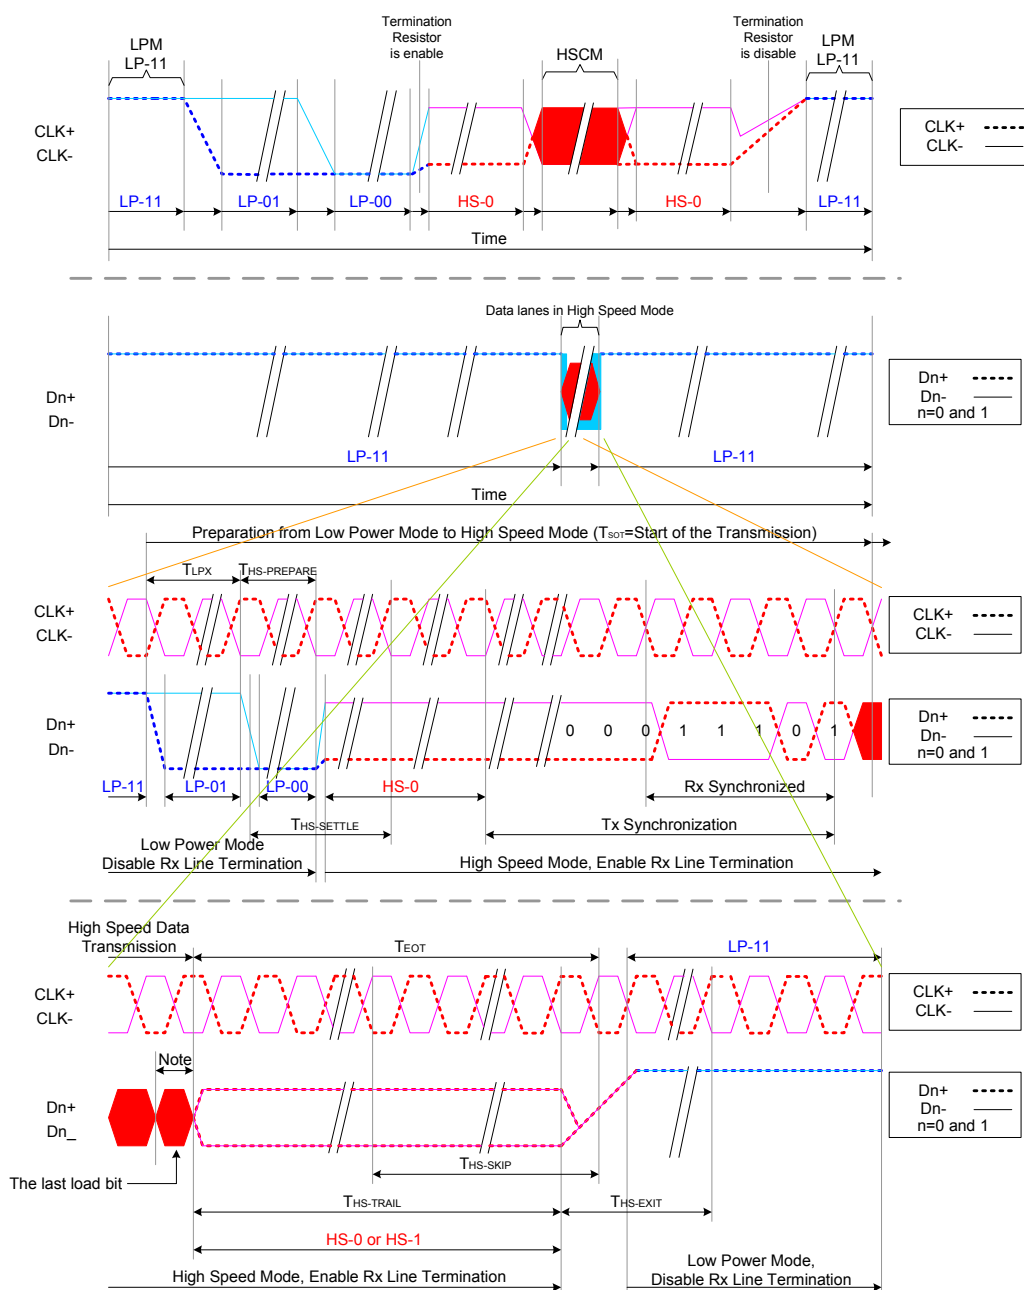 Termination
Resistor
is enable
Termination
Resistor
is disable
LPM
LP-11
HSCM
LPM
LP-11
CLK+
CLK-
CLK+
CLK-
LP-11
LP-01
LP-00
HS-0
HS-0
LP-11
Time
Data lanes in High Speed Mode
Dn+
Dn-
Dn+
Dn-
n=0 and 1
LP-11
LP-11
Time
Preparation from Low Power Mode to High Speed Mode (TSOT=Start of the Transmission)
TLPX
THS-PREPARE
CLK+
CLK-
CLK+
CLK-
Dn+
Dn-
0 0 0 1 1 1 0 1
Dn+
Dn-
n=0 and 1
LP-11
LP-01
LP-00
HS-0
Rx Synchronized
THS-SETTLE
Tx Synchronization
Low Power Mode
Disable Rx Line Termination
High Speed Mode, Enable Rx Line Termination
High Speed Data
Transmission
TEOT
LP-11
CLK+
CLK-
CLK+
CLK-
Note
Dn+
Dn_
Dn+
Dn-
n=0 and 1
The last load bit
THS-SKIP
THS-TRAIL
THS-EXIT
HS-0 or HS-1
High Speed Mode, Enable Rx Line Termination
Low Power Mode,
Disable Rx Line Termination